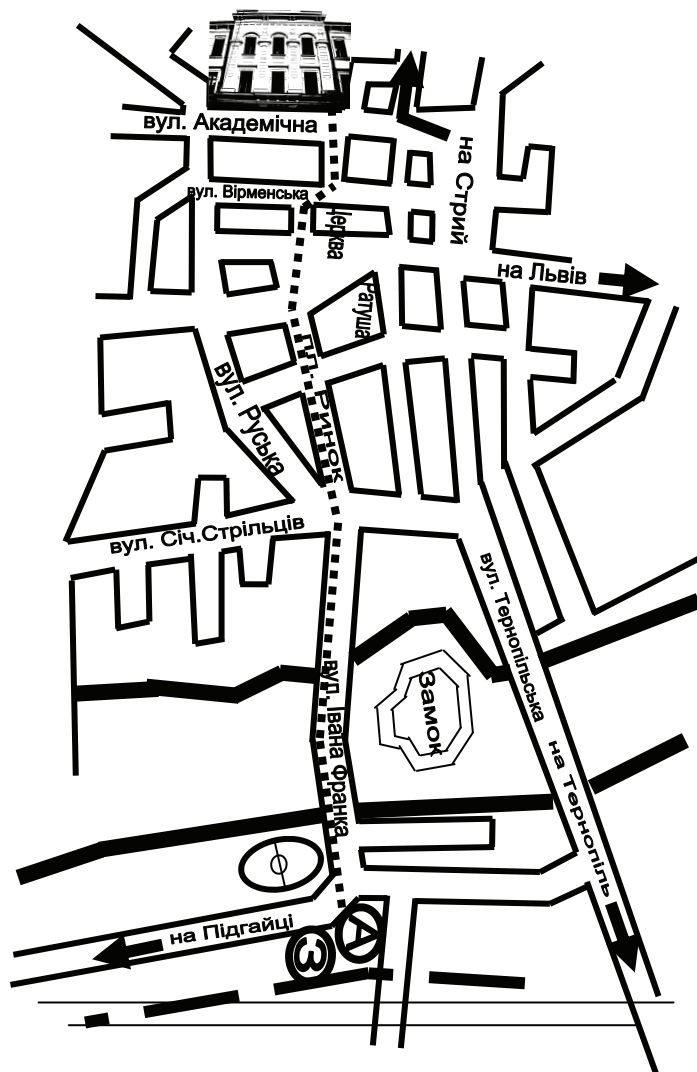 вул. Академічна
на Стрий
вул. Вірменська
Церква
на Львів
Ратуша
пл. Ринок
вул. Руська
вул. Січ.Стрільців
вул. Тернопільська
Замок
вул. Івана Франка
на Тернопіль
на Підгайці
А
З